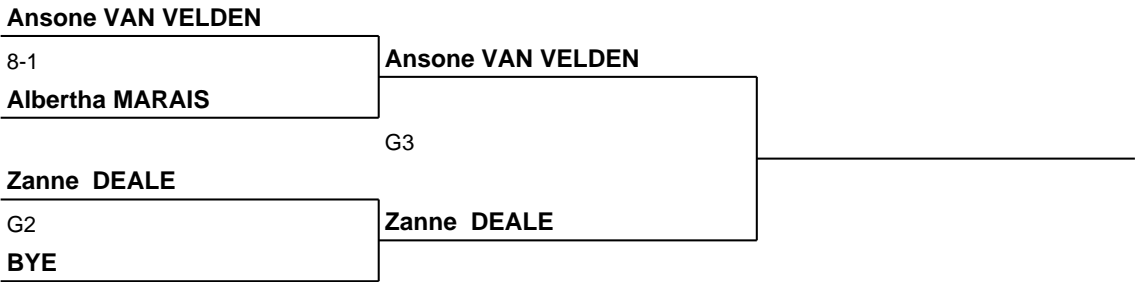 Ansone VAN VELDEN
8-1
Ansone VAN VELDEN
Albertha MARAIS
G3
Zanne DEALE
G2
Zanne DEALE
BYE